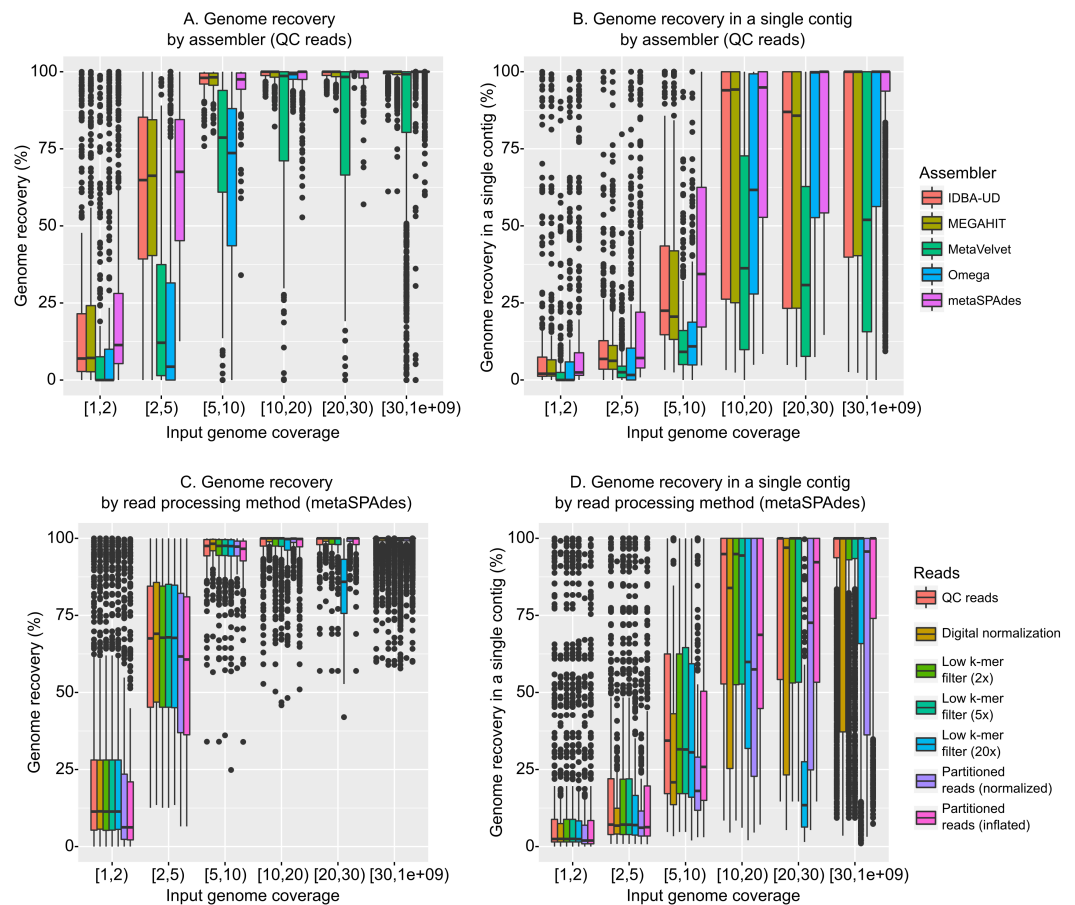 A. Genome recovery
by assembler (QC reads)
Genome recovery (%)
100
75
50
25
0
[1,2)
[2,5)
[5,10)
[10,20)
[20,30)
[30,1e+09)
Input genome coverage
B. Genome recovery in a single contig
by assembler (QC reads)
Genome recovery in a single contig (%)
100
75
50
25
0
[1,2)
[2,5)
[5,10)
[10,20)
[20,30)
[30,1e+09)
Input genome coverage
Assembler
IDBA-UD
MEGAHIT
MetaVelvet
Omega
metaSPAdes
C. Genome recovery
by read processing method (metaSPAdes)
Genome recovery (%)
100
75
50
25
0
[1,2)
[2,5)
[5,10)
[10,20)
[20,30)
[30,1e+09)
Input genome coverage
D. Genome recovery in a single contig
by read processing method (metaSPAdes)
Genome recovery in a single contig (%)
100
75
50
25
0
[1,2)
[2,5)
[5,10)
[10,20)
[20,30)
[30,1e+09)
Input genome coverage
Reads
QC reads
Digital normalization
Low k-mer
filter (2x)
Low k-mer
filter (5x)
Low k-mer
filter (20x)
Partitioned
reads (normalized)
Partitioned
reads (inflated)